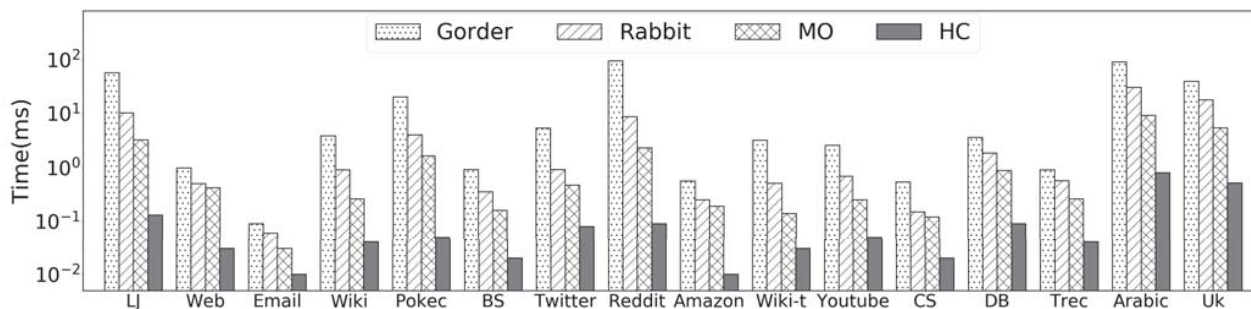 Gorder Rabbit MO HC
Time(ms)
10²
10¹
10⁰
10⁻¹
10⁻²
LJ Web Email Wiki Pokec BS Twitter Reddit Amazon Wiki-t Youtube CS DB Trec Arabic Uk